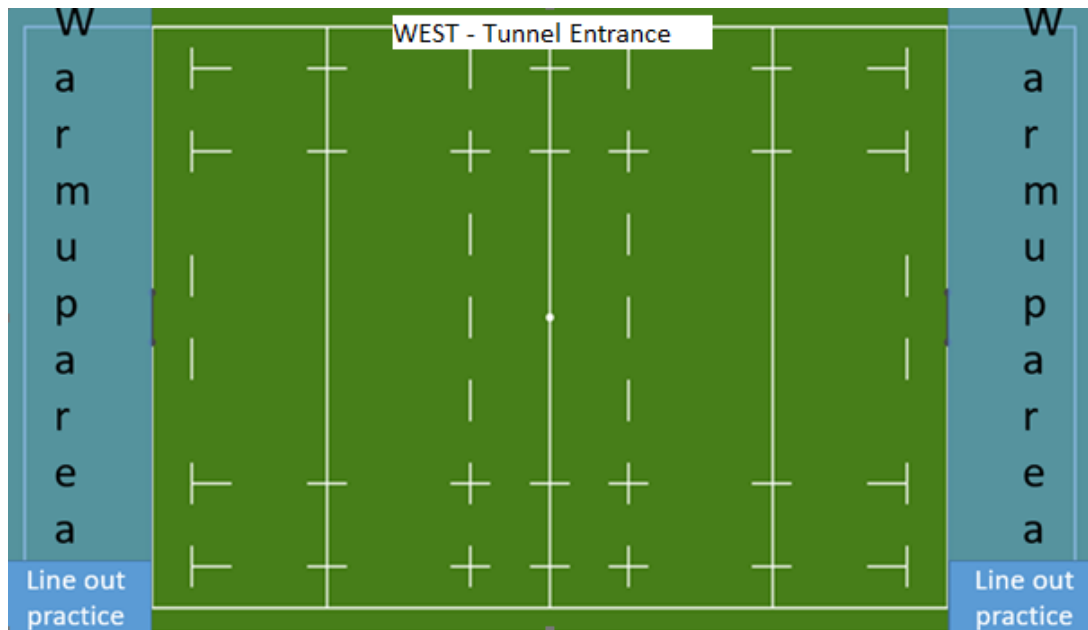 WEST - Tunnel Entrance
W
a
r
m
u
p
a
r
e
a
Line out
practice
W
a
r
m
u
p
a
r
e
a
Line out
practice